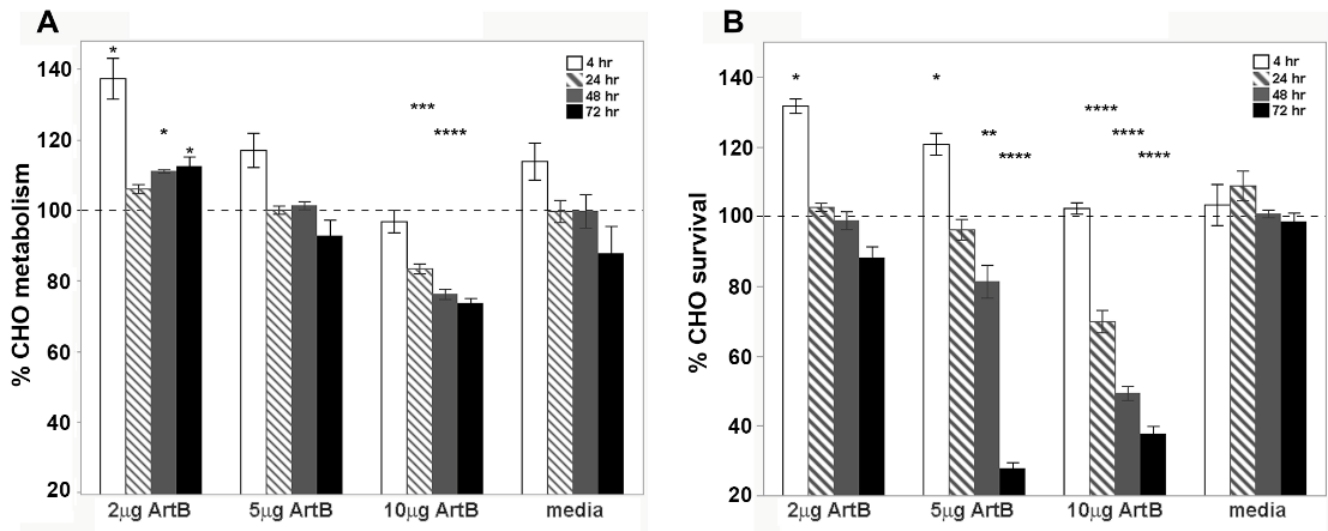 A
% CHO metabolism
140
120
100
80
60
40
20
*
*
*
***
****
4 hr
24 hr
48 hr
72 hr
2µg ArtB
5µg ArtB
10µg ArtB
media
B
% CHO survival
140
120
100
80
60
40
20
*
*
**
****
****
****
****
4 hr
24 hr
48 hr
72 hr
2µg ArtB
5µg ArtB
10µg ArtB
media